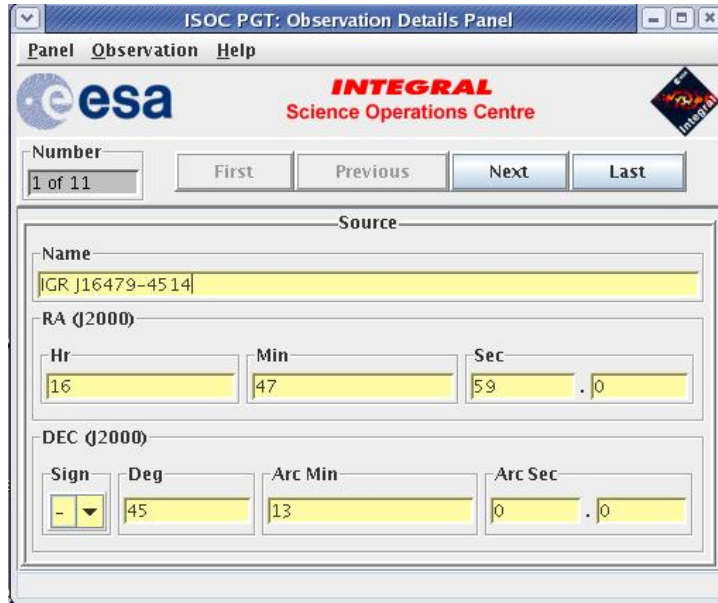 ISOC PGT: Observation Details Panel
Panel Observation Help
esa
INTEGRAL
Science Operations Centre
Integral
Number
1 of 11
First Previous Next Last
Source
Name
IGR J16479-4514
RA (J2000)
Hr Min Sec
16 47 59 . 0
DEC (J2000)
Sign Deg Arc Min Arc Sec
- 45 13 0 . 0